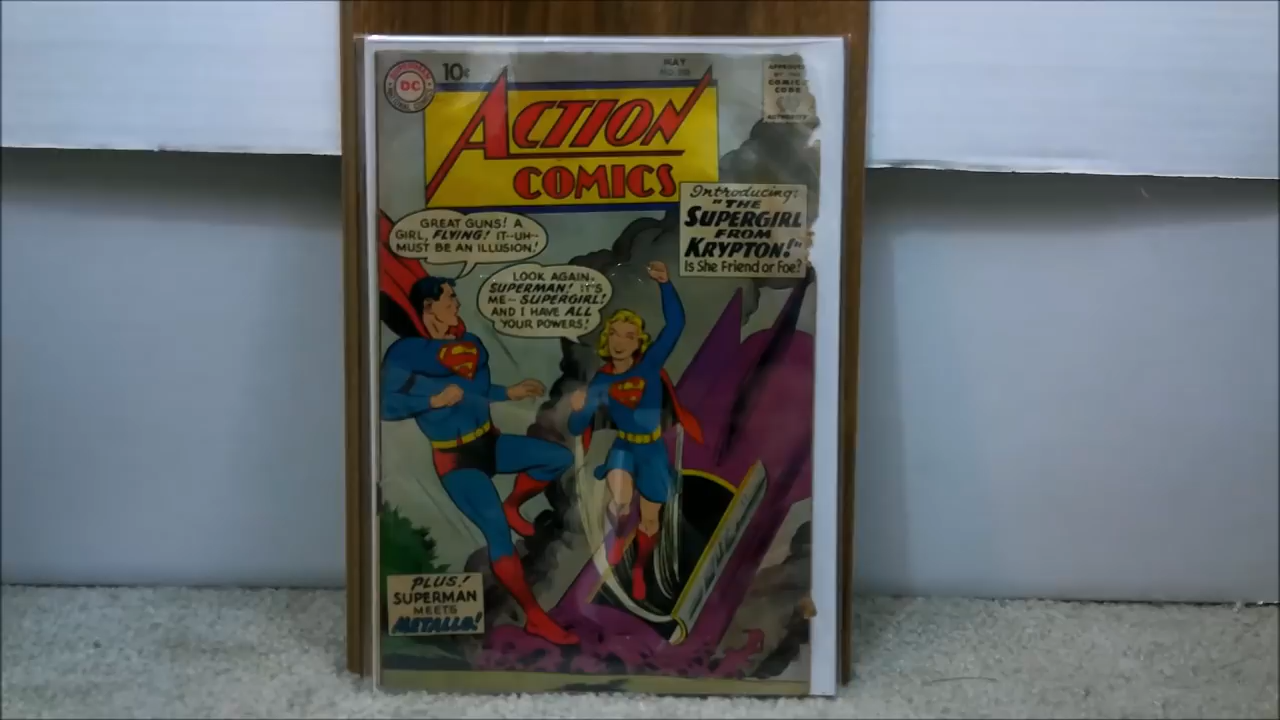 SUPERMAN
DC
NATIONAL COMICS
10¢
MAY
APPROVED
BY THE
COMICS
CODE
AUTHORITY
ACTION
COMICS
Introducing:
"THE
SUPERGIRL
FROM
KRYPTON!"
Is She Friend or Foe?
GREAT GUNS! A
GIRL, FLYING! IT--UH--
MUST BE AN ILLUSION!
LOOK AGAIN,
SUPERMAN! IT'S
ME-- SUPERGIRL!
AND I HAVE ALL
YOUR POWERS!
PLUS!
SUPERMAN
MEETS
METALLO!